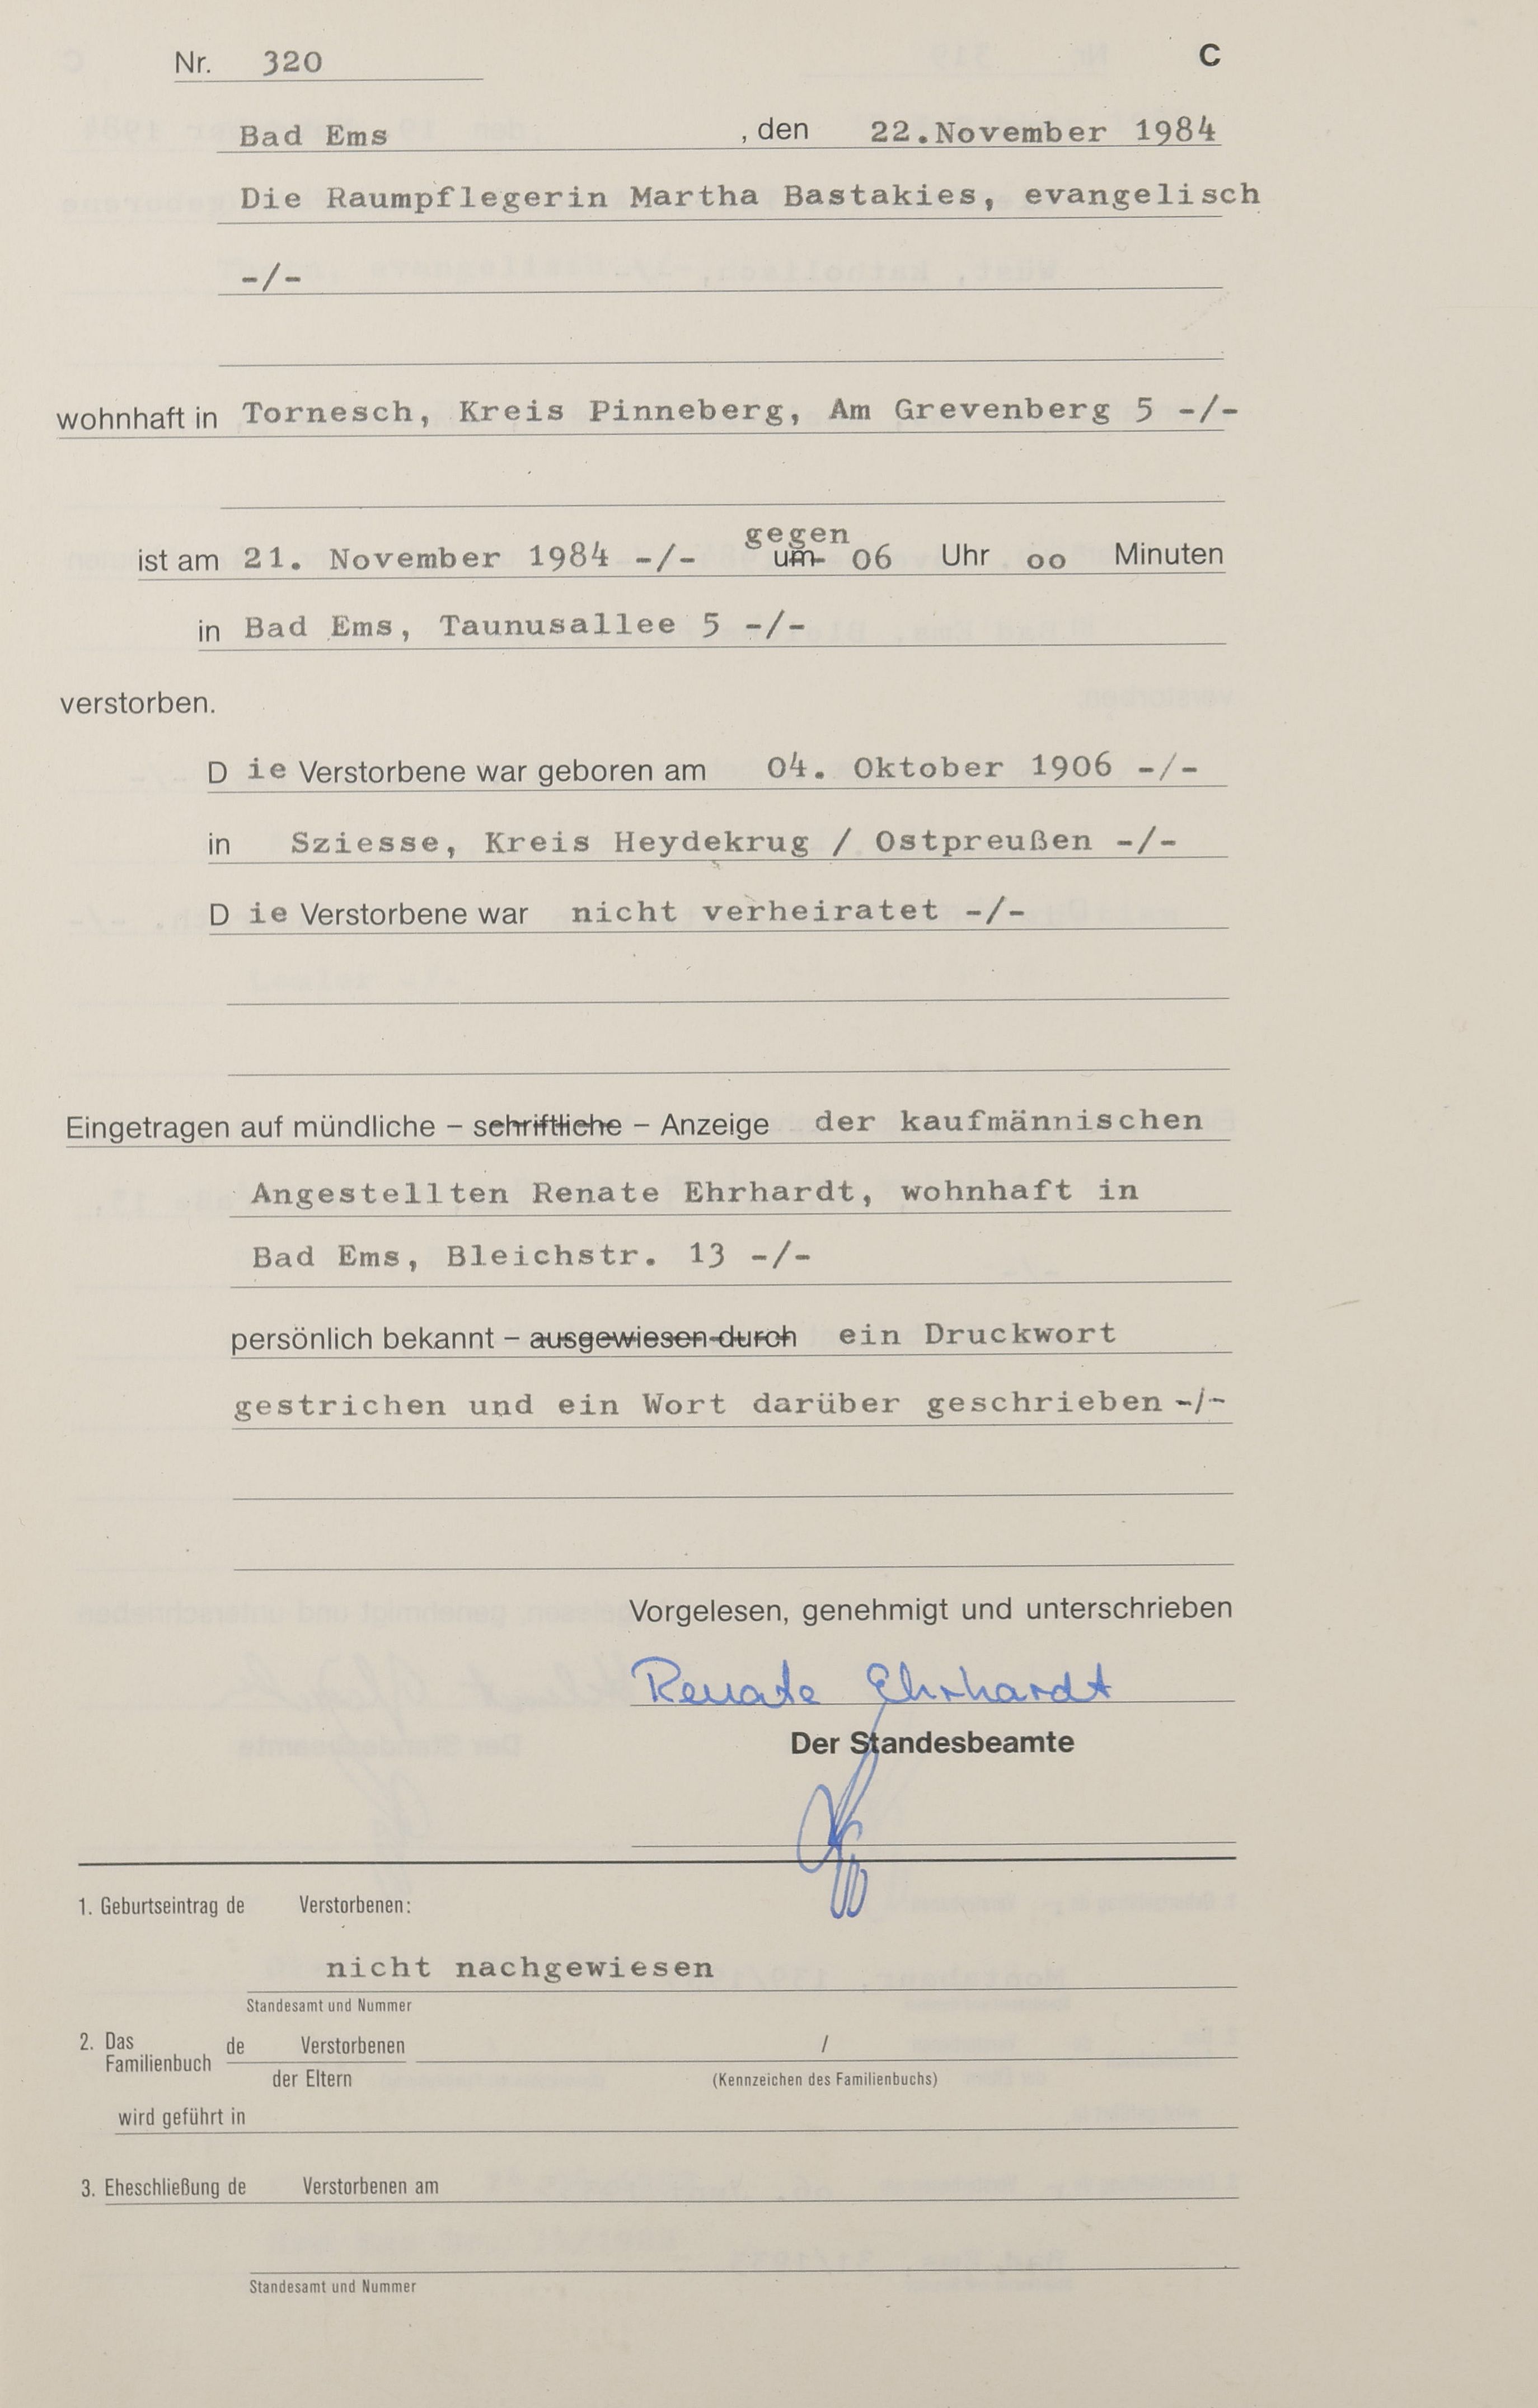 Nr. 320 C
Bad Ems , den 22.November 1984
Die Raumpflegerin Martha Bastakies, evangelisch
-/-
wohnhaft in Tornesch, Kreis Pinneberg, Am Grevenberg 5 -/-
gegen
ist am 21. November 1984 -/- um 06 Uhr oo Minuten
in Bad Ems, Taunusallee 5 -/-
verstorben.
D ie Verstorbene war geboren am 04. Oktober 1906 -/-
in Sziesse, Kreis Heydekrug / Ostpreußen -/-
D ie Verstorbene war nicht verheiratet -/-
Eingetragen auf mündliche – schriftliche – Anzeige der kaufmännischen
Angestellten Renate Ehrhardt, wohnhaft in
Bad Ems, Bleichstr. 13 -/-
persönlich bekannt – ausgewiesen durch ein Druckwort
gestrichen und ein Wort darüber geschrieben -/-
Vorgelesen, genehmigt und unterschrieben
Renate Ehrhardt
Der Standesbeamte
1. Geburtseintrag de Verstorbenen:
nicht nachgewiesen
Standesamt und Nummer
2. Das Familienbuch de Verstorbenen /
der Eltern (Kennzeichen des Familienbuchs)
wird geführt in
3. Eheschließung de Verstorbenen am
Standesamt und Nummer